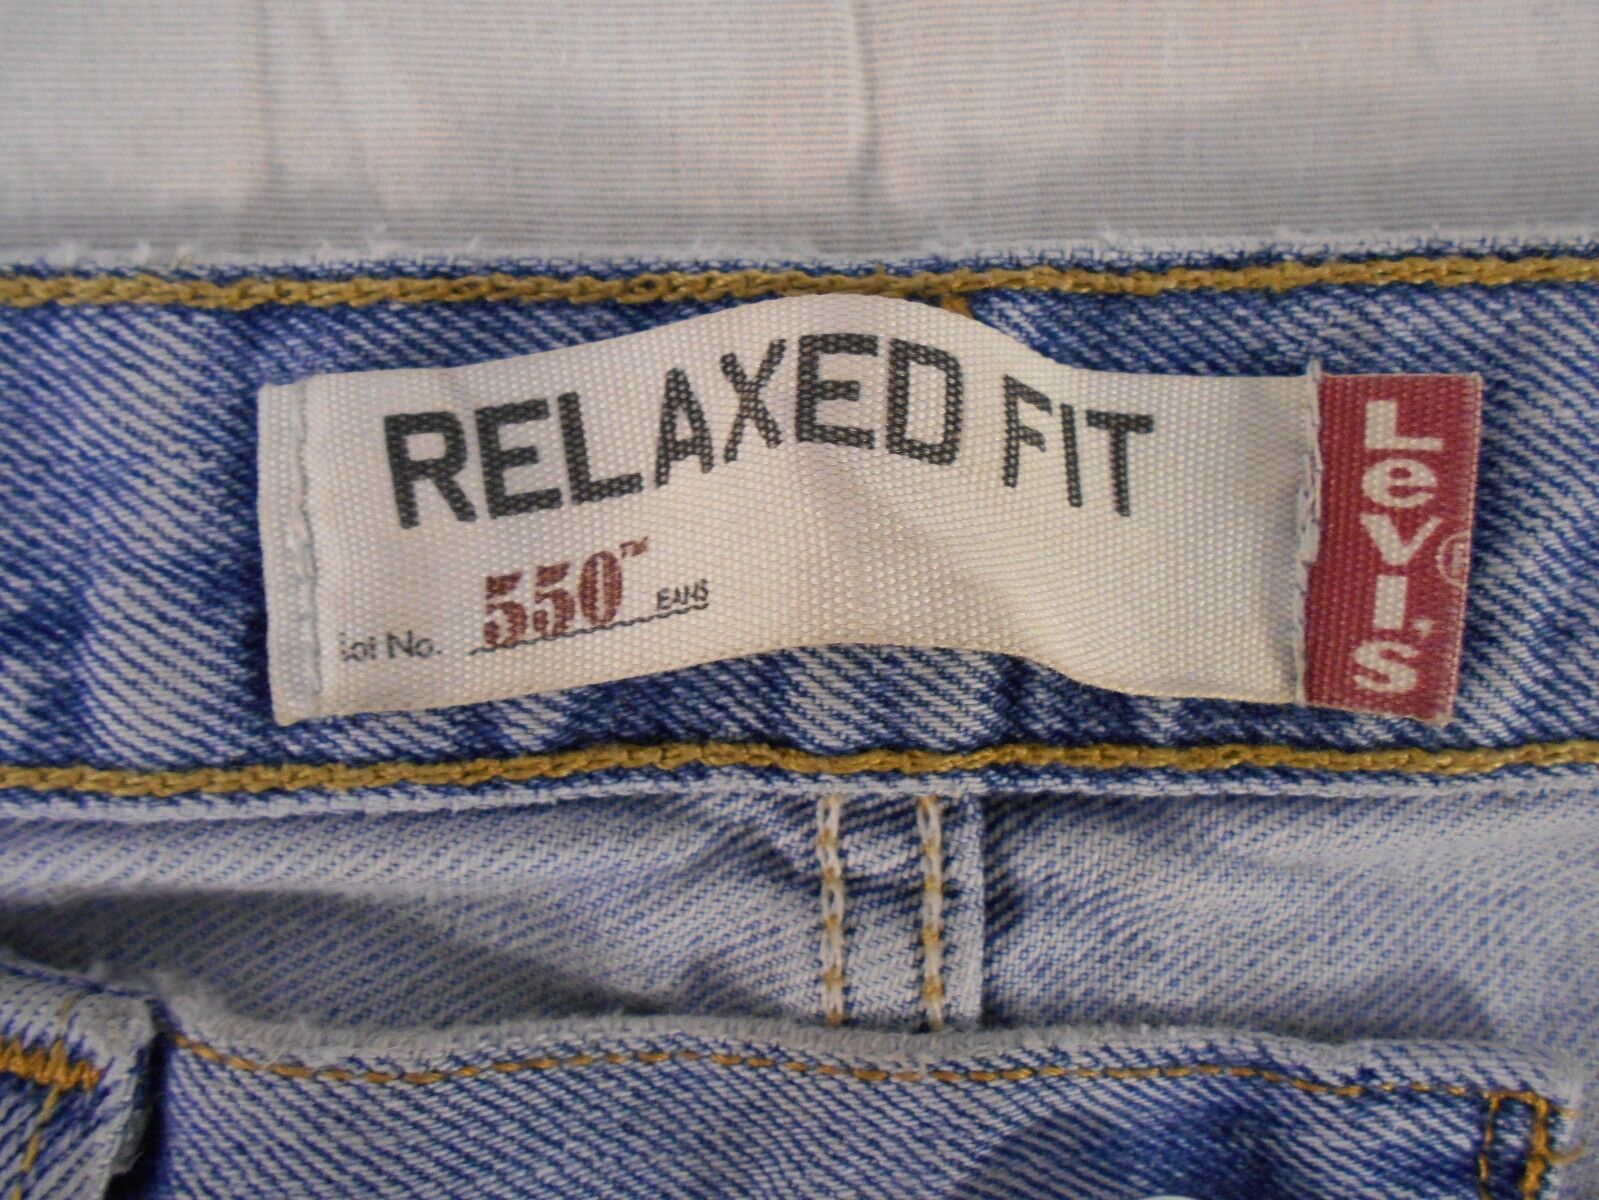 RELAXED FIT
Lot No. 550™ JEANS
LeVI'S ®